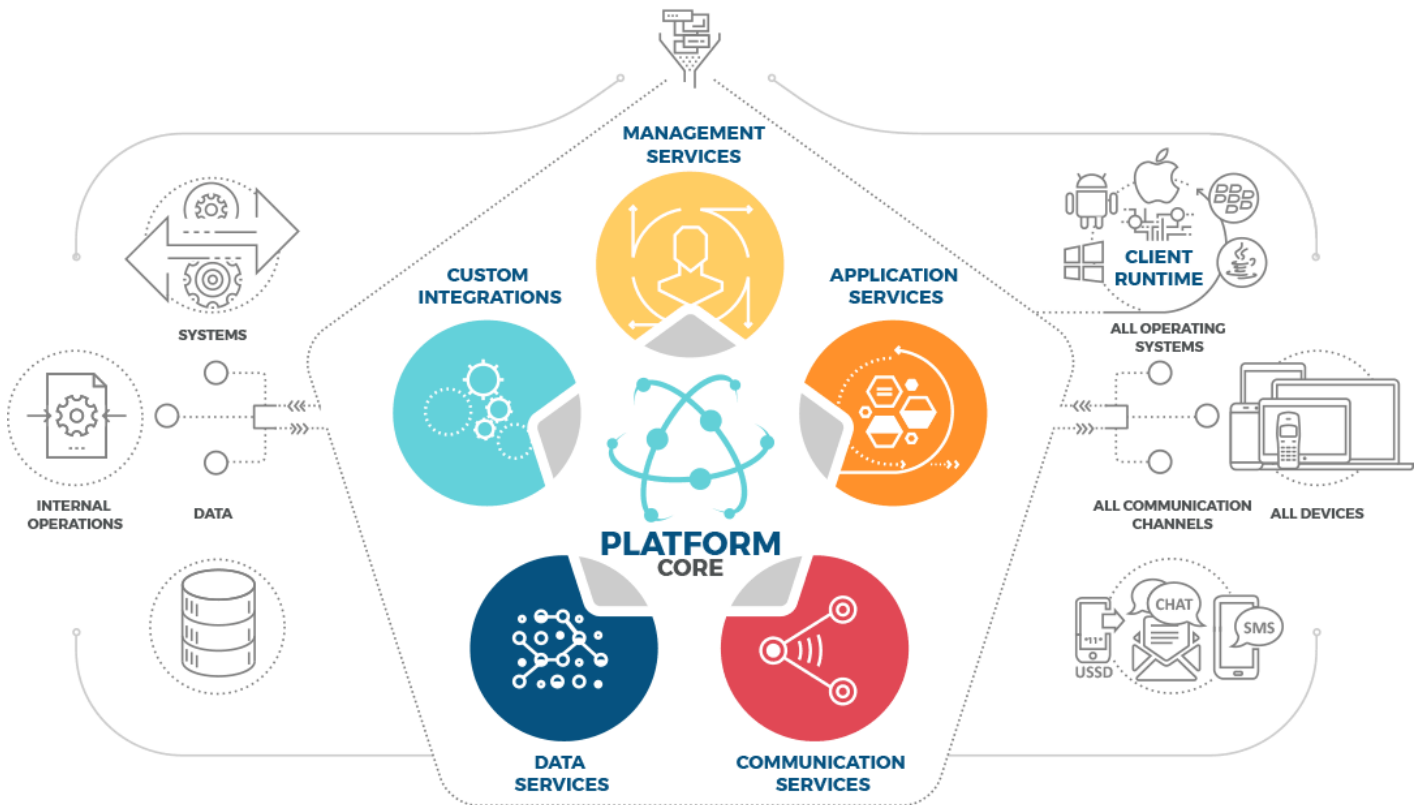 MANAGEMENT
SERVICES
CUSTOM
INTEGRATIONS
APPLICATION
SERVICES
CLIENT
RUNTIME
SYSTEMS
ALL OPERATING
SYSTEMS
INTERNAL
OPERATIONS
DATA
ALL COMMUNICATION
CHANNELS
ALL DEVICES
PLATFORM
CORE
CHAT
SMS
*11*
USSD
DATA
SERVICES
COMMUNICATION
SERVICES